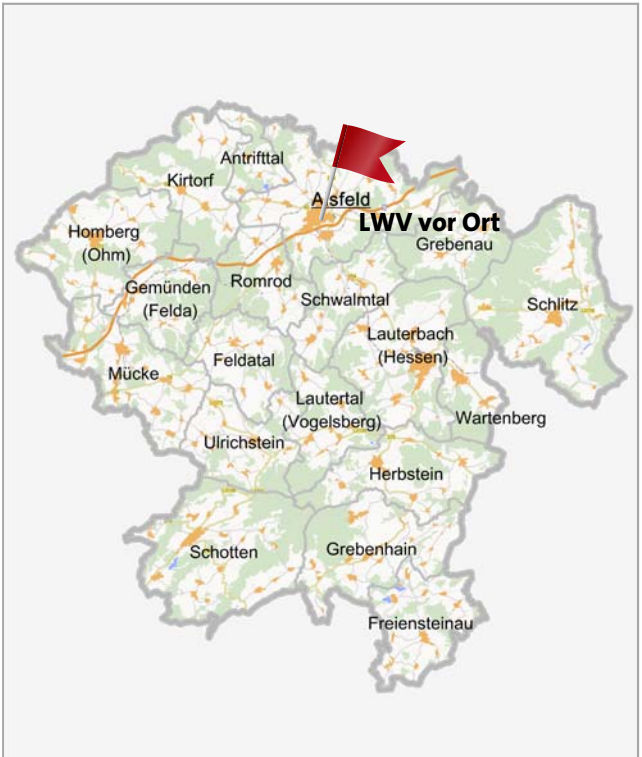 Antrifttal
Kirtorf
Alsfeld
LWV vor Ort
Homberg
(Ohm)
Grebenau
Gemünden
(Felda)
Romrod
Schwalmtal
Schlitz
Lauterbach
(Hessen)
Feldatal
Mücke
Lautertal
(Vogelsberg)
Wartenberg
Ulrichstein
Herbstein
Schotten
Grebenhain
Freiensteinau